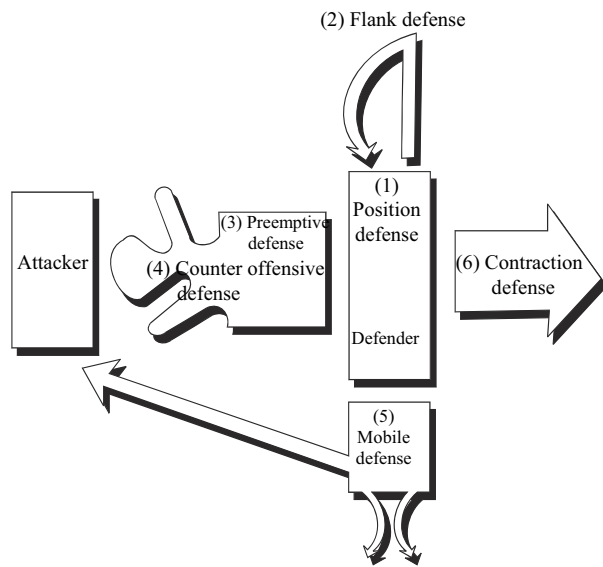 (2) Flank defense
(1)
Position
defense
(3) Preemptive
defense
Attacker
(4) Counter offensive
defense
(6) Contraction
defense
Defender
(5)
Mobile
defense